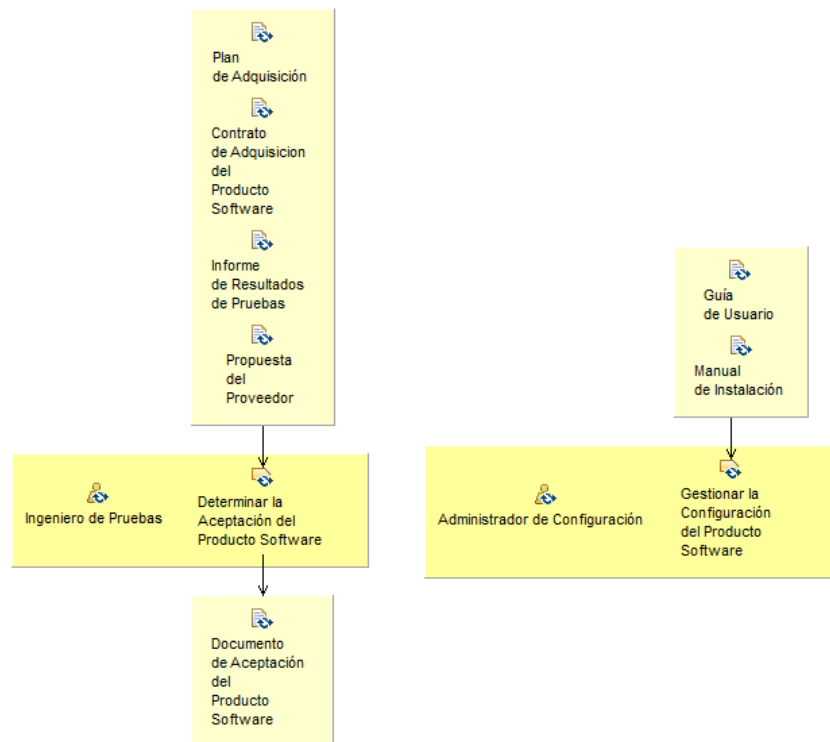 Plan
de Adquisición
Contrato
de Adquisicion
del
Producto
Software
Informe
de Resultados
de Pruebas
Propuesta
del
Proveedor
Ingeniero de Pruebas
Determinar la
Aceptación del
Producto Software
Documento
de Aceptación
del
Producto
Software
Guía
de Usuario
Manual
de Instalación
Administrador de Configuración
Gestionar la
Configuración
del Producto
Software